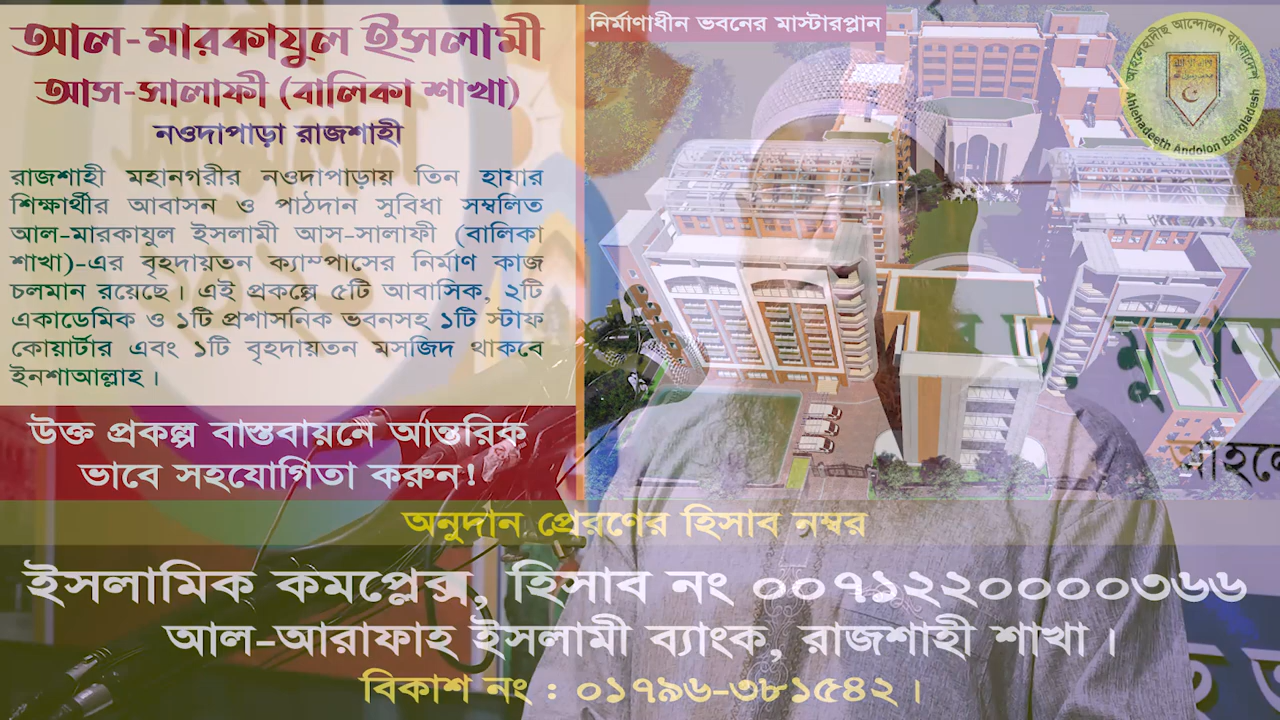 আল-মারকাযুল ইসলামী
আস-সালাফী (বালিকা শাখা)
নওদাপাড়া রাজশাহী
রাজশাহী মহানগরীর নওদাপাড়ায় তিন হাযার
শিক্ষার্থীর আবাসন ও পাঠদান সুবিধা সম্বলিত
আল-মারকাযুল ইসলামী আস-সালাফী (বালিকা
শাখা)-এর বৃহদায়তন ক্যাম্পাসের নির্মাণ কাজ
চলমান রয়েছে। এই প্রকল্পে ৫টি আবাসিক, ২টি
একাডেমিক ও ১টি প্রশাসনিক ভবনসহ ১টি স্টাফ
কোয়ার্টার এবং ১টি বৃহদায়তন মসজিদ থাকবে
ইনশাআল্লাহ।
উক্ত প্রকল্প বাস্তবায়নে আন্তরিক
ভাবে সহযোগিতা করুন!
নির্মাণাধীন ভবনের মাস্টারপ্লান
আহলেহাদীছ আন্দোলন বাংলাদেশ
Ahlehadeeth Andolon Bangladesh
অনুদান প্রেরণের হিসাব নম্বর
ইসলামিক কমপ্লেক্স, হিসাব নং ০০৭১২২০০০০৩৬৬
আল-আরাফাহ ইসলামী ব্যাংক, রাজশাহী শাখা।
বিকাশ নং : ০১৭৯৬-৩৮১৫৪২।